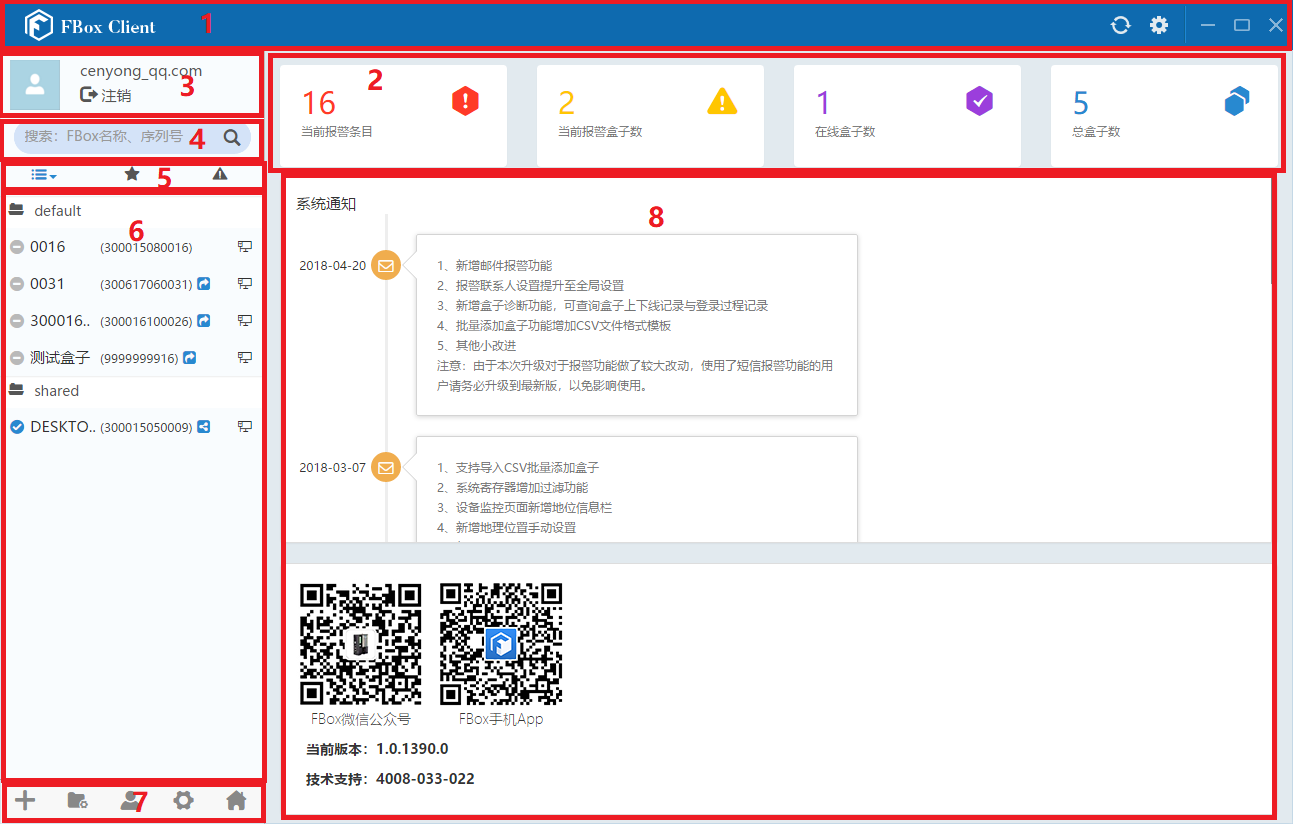 FBox Client
1
cenyong_qq.com
注销
3
搜索：FBox名称、序列号
4
5
default
6
0016 (300015080016)
0031 (300617060031)
300016.. (300016100026)
测试盒子 (9999999916)
shared
DESKTO.. (300015050009)
7
2
16
当前报警条目
2
当前报警盒子数
1
在线盒子数
5
总盒子数
系统通知
8
2018-04-20
1、新增邮件报警功能
2、报警联系人设置提升至全局设置
3、新增盒子诊断功能，可查询盒子上下线记录与登录过程记录
4、批量添加盒子功能增加CSV文件格式模板
5、其他小改进
注意：由于本次升级对于报警功能做了较大改动，使用了短信报警功能的用
户请务必升级到最新版，以免影响使用。
2018-03-07
1、支持导入CSV批量添加盒子
2、系统寄存器增加过滤功能
3、设备监控页面新增地位信息栏
4、新增地理位置手动设置
FBox微信公众号
FBox手机App
当前版本：1.0.1390.0
技术支持：4008-033-022